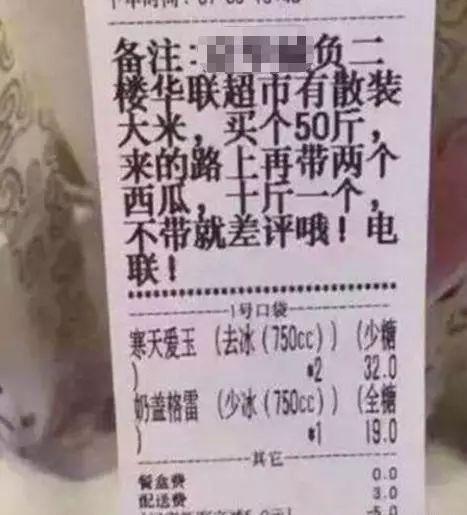 备注:负二
楼华联超市有散装
大米，买个50斤，
来的路上再带两个
西瓜，十斤一个，
不带就差评哦！电
联！
1号口袋
寒天爱玉 (去冰(750cc)) (少糖
) *2 32.0
奶盖格雷 (少冰(750cc)) (全糖
) *1 19.0
其它
餐盒费 0.0
配送费 3.0
-5.0